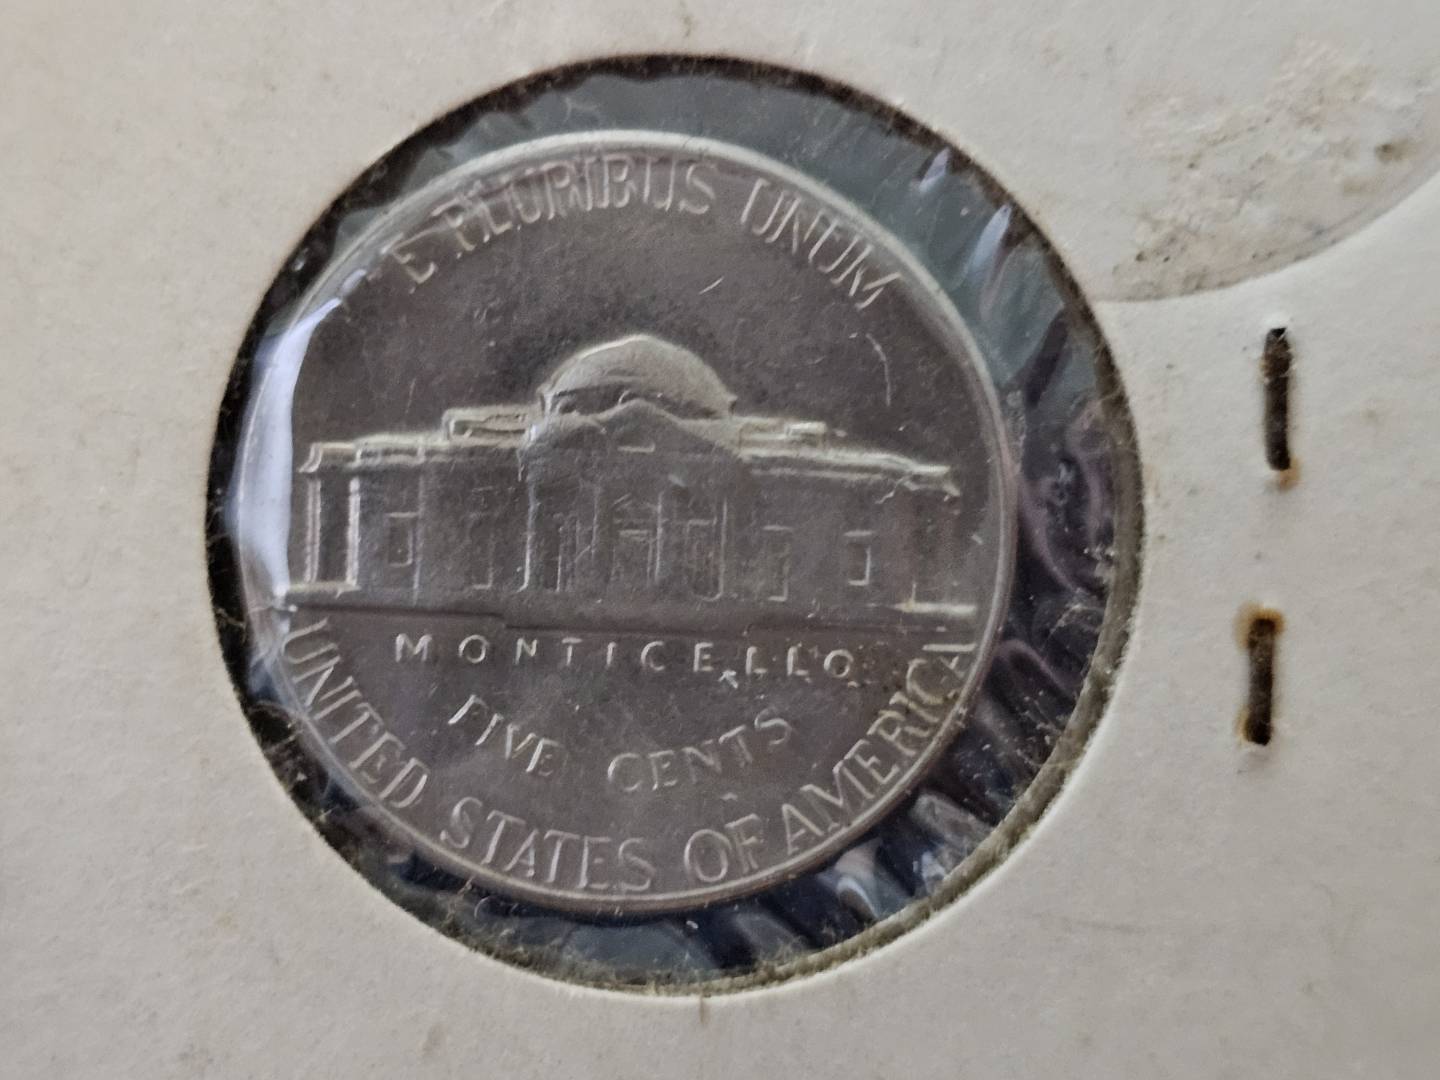 E PLURIBUS UNUM
MONTICELLO
FIVE CENTS
UNITED STATES OF AMERICA